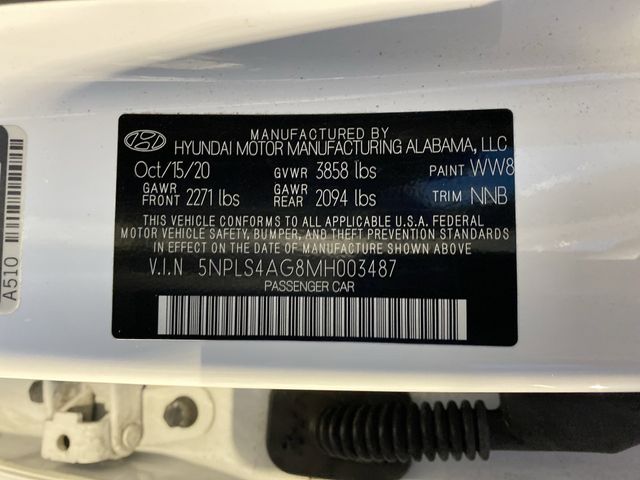 MANUFACTURED BY
HYUNDAI MOTOR MANUFACTURING ALABAMA, LLC
Oct/15/20 GVWR 3858 lbs PAINT WW8
GAWR FRONT 2271 lbs GAWR REAR 2094 lbs TRIM NNB
THIS VEHICLE CONFORMS TO ALL APPLICABLE U.S.A. FEDERAL
MOTOR VEHICLE SAFETY, BUMPER, AND THEFT PREVENTION STANDARDS
IN EFFECT ON THE DATE OF MANUFACTURE SHOWN ABOVE.
V.I.N 5NPLS4AG8MH003487
PASSENGER CAR
A510